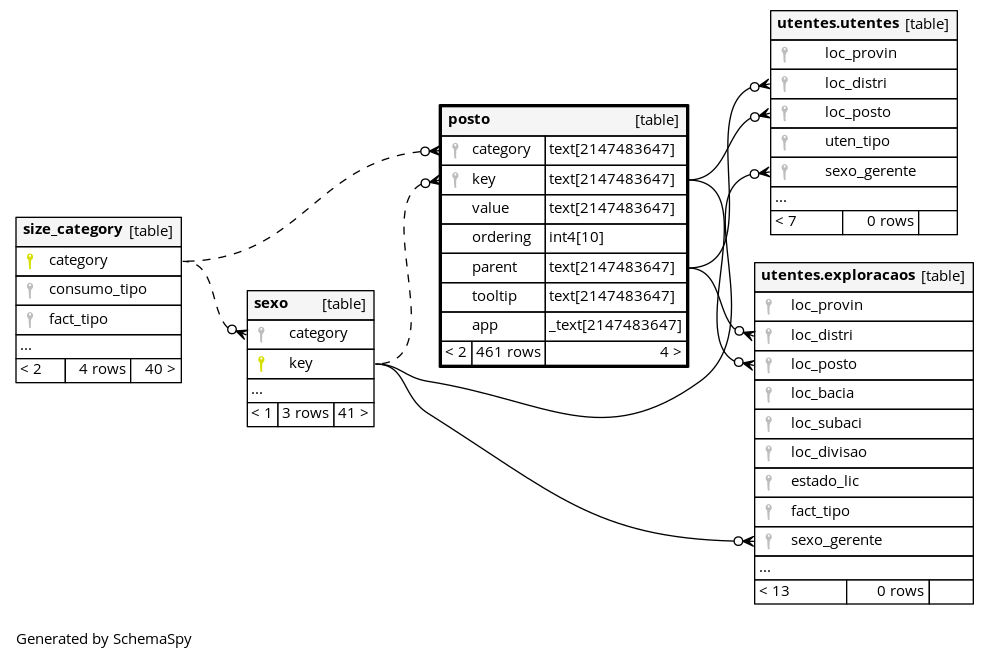 utentes.utentes [table]
loc_provin
loc_distri
loc_posto
uten_tipo
sexo_gerente
...
< 7 0 rows
posto [table]
category text[2147483647]
key text[2147483647]
value text[2147483647]
ordering int4[10]
parent text[2147483647]
tooltip text[2147483647]
app _text[2147483647]
< 2 461 rows 4 >
size_category [table]
category
consumo_tipo
fact_tipo
...
< 2 4 rows 40 >
sexo [table]
category
key
...
< 1 3 rows 41 >
utentes.exploracaos [table]
loc_provin
loc_distri
loc_posto
loc_bacia
loc_subaci
loc_divisao
estado_lic
fact_tipo
sexo_gerente
...
< 13 0 rows
Generated by SchemaSpy